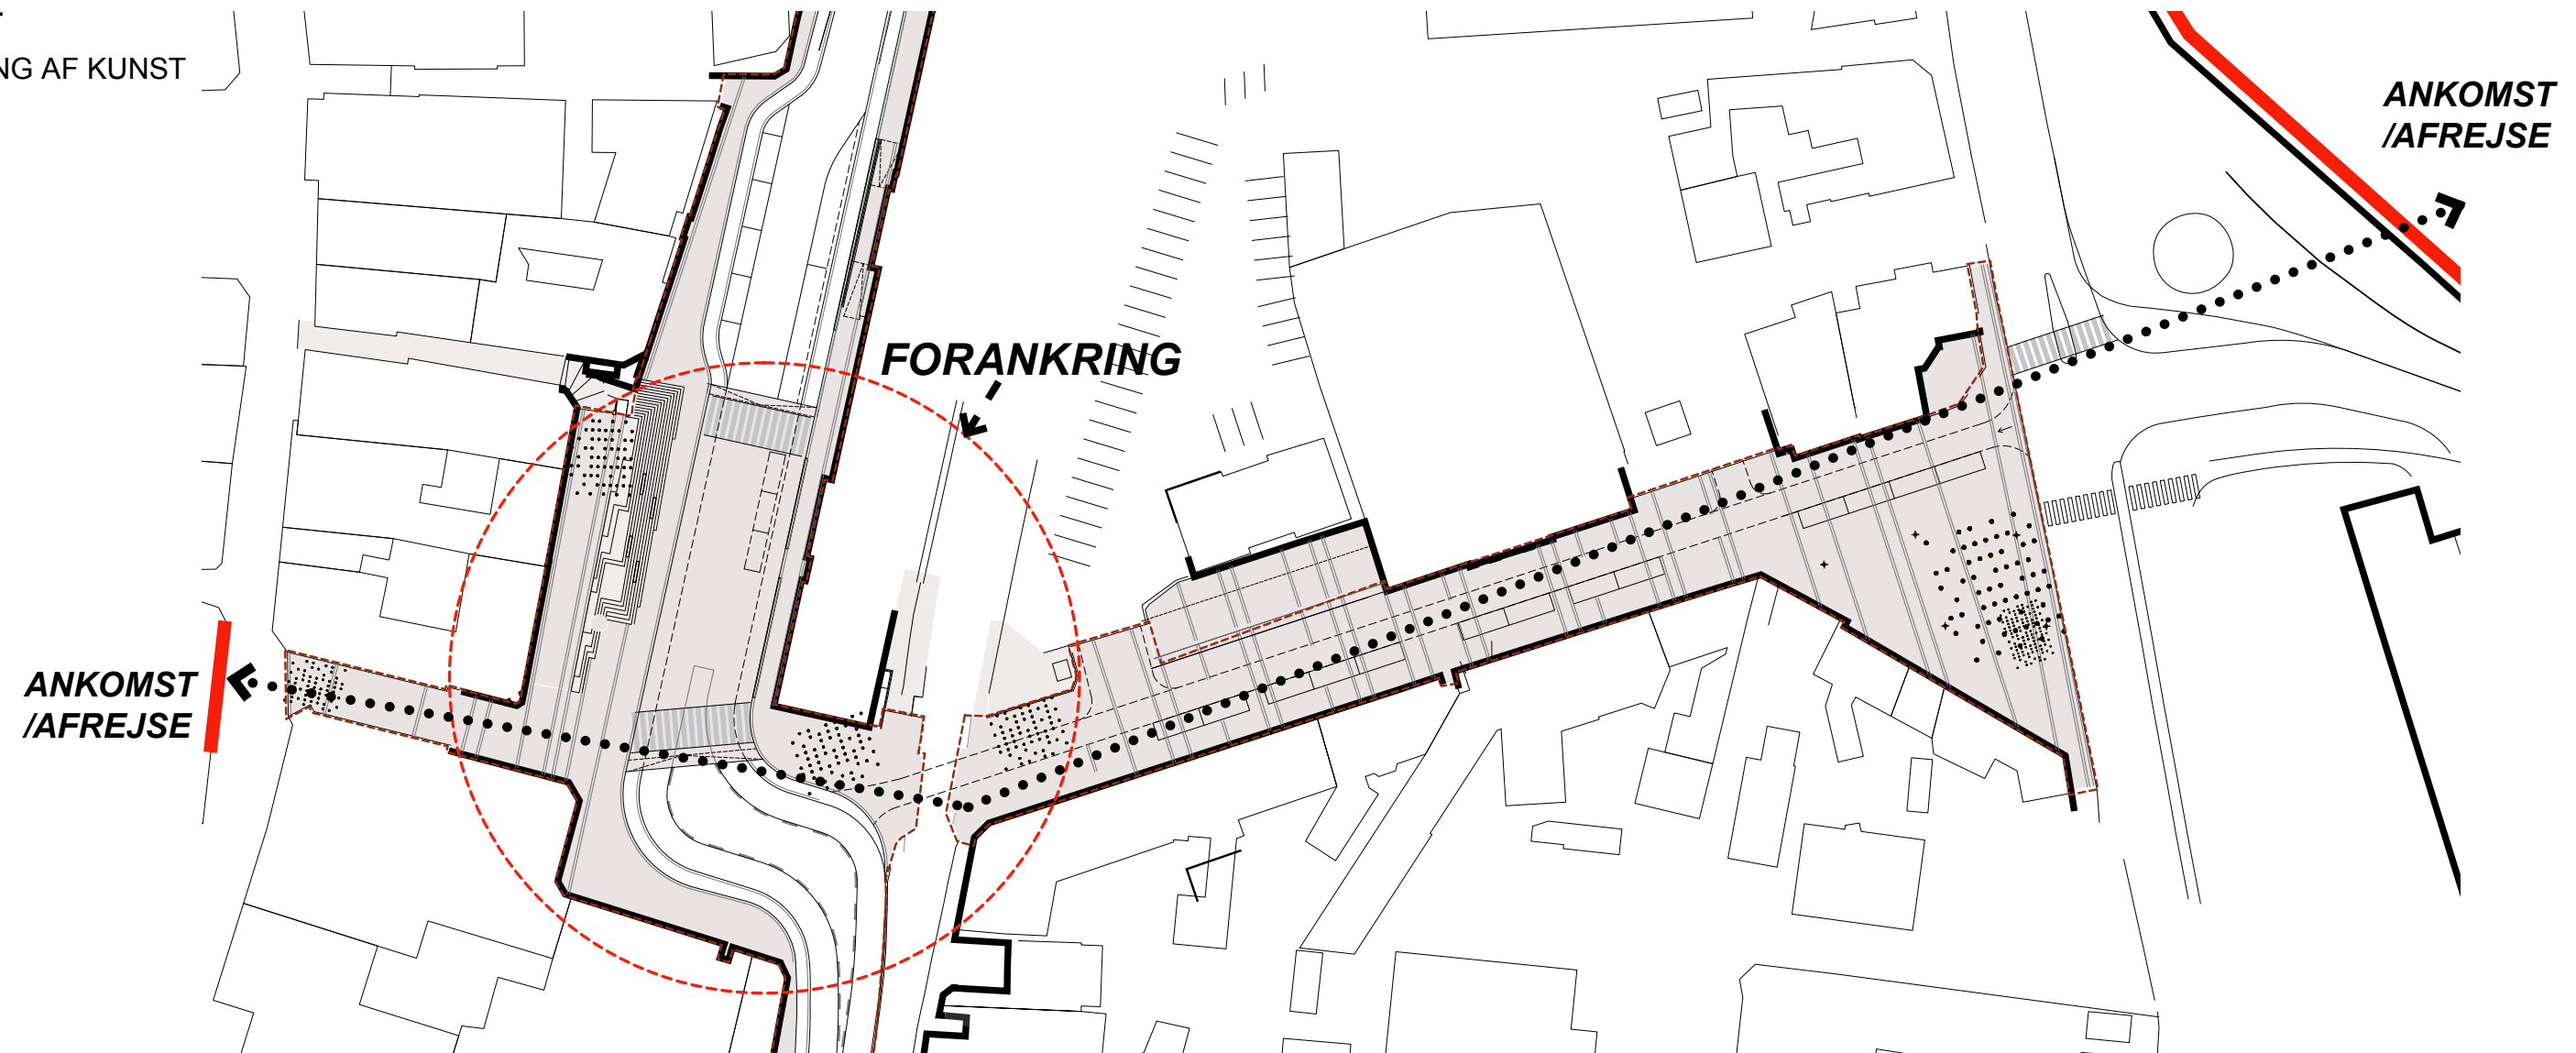 NG AF KUNST
ANKOMST
/AFREJSE
FORANKRING
ANKOMST
/AFREJSE